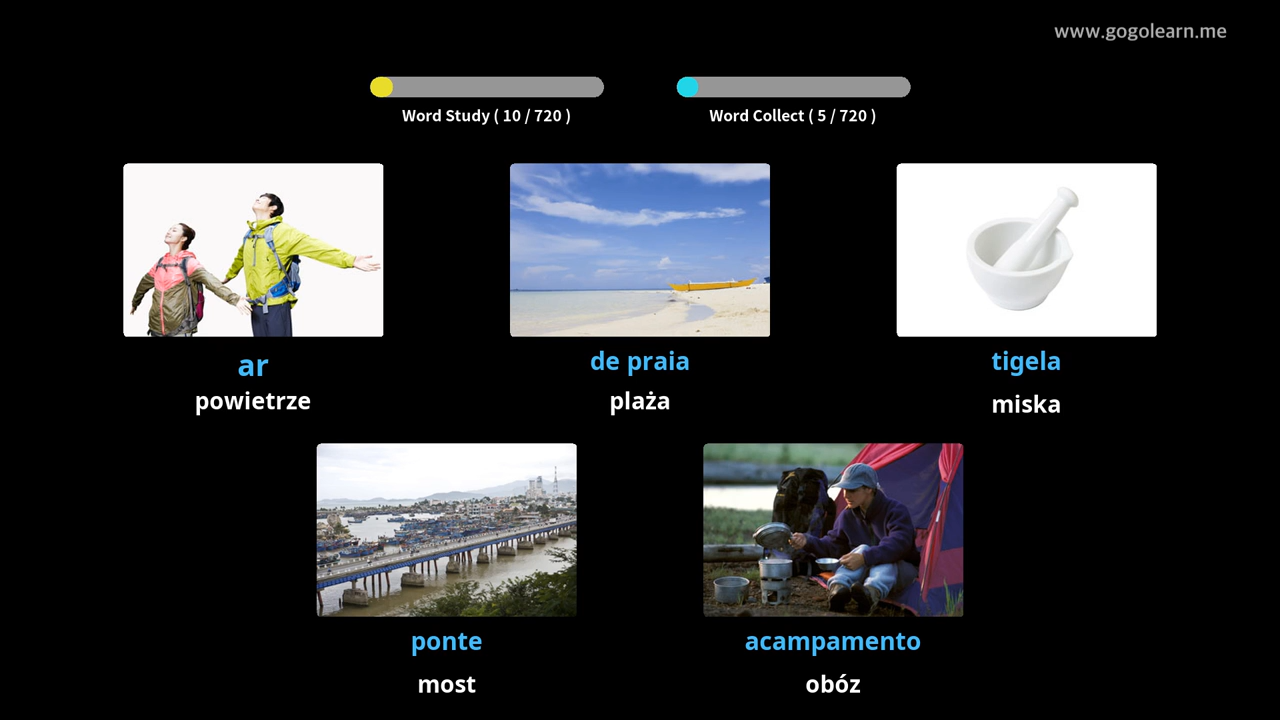 www.gogolearn.me
Word Study ( 10 / 720 )
Word Collect ( 5 / 720 )
ar
powietrze
de praia
plaża
tigela
miska
ponte
most
acampamento
obóz